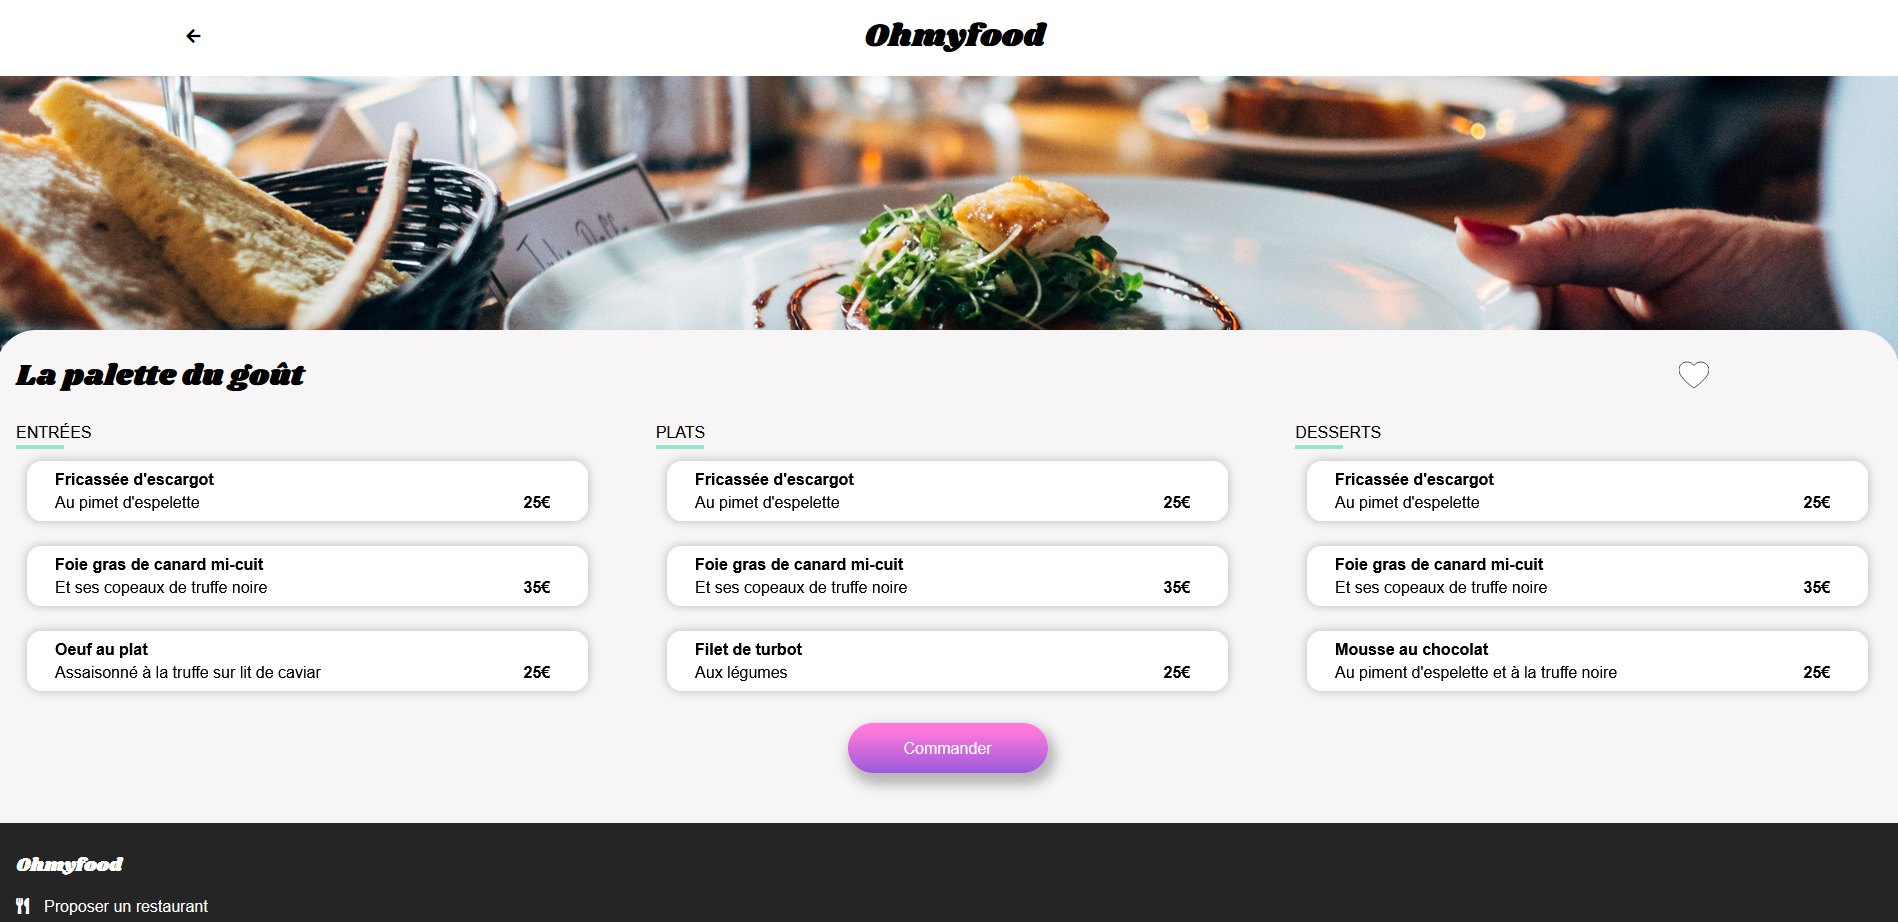 Ohmyfood
La palette du goût
ENTRÉES
Fricassée d'escargot
Au pimet d'espelette
25€
Foie gras de canard mi-cuit
Et ses copeaux de truffe noire
35€
Oeuf au plat
Assaisonné à la truffe sur lit de caviar
25€
PLATS
Fricassée d'escargot
Au pimet d'espelette
25€
Foie gras de canard mi-cuit
Et ses copeaux de truffe noire
35€
Filet de turbot
Aux légumes
25€
DESSERTS
Fricassée d'escargot
Au pimet d'espelette
25€
Foie gras de canard mi-cuit
Et ses copeaux de truffe noire
35€
Mousse au chocolat
Au piment d'espelette et à la truffe noire
25€
Commander
Ohmyfood
Proposer un restaurant